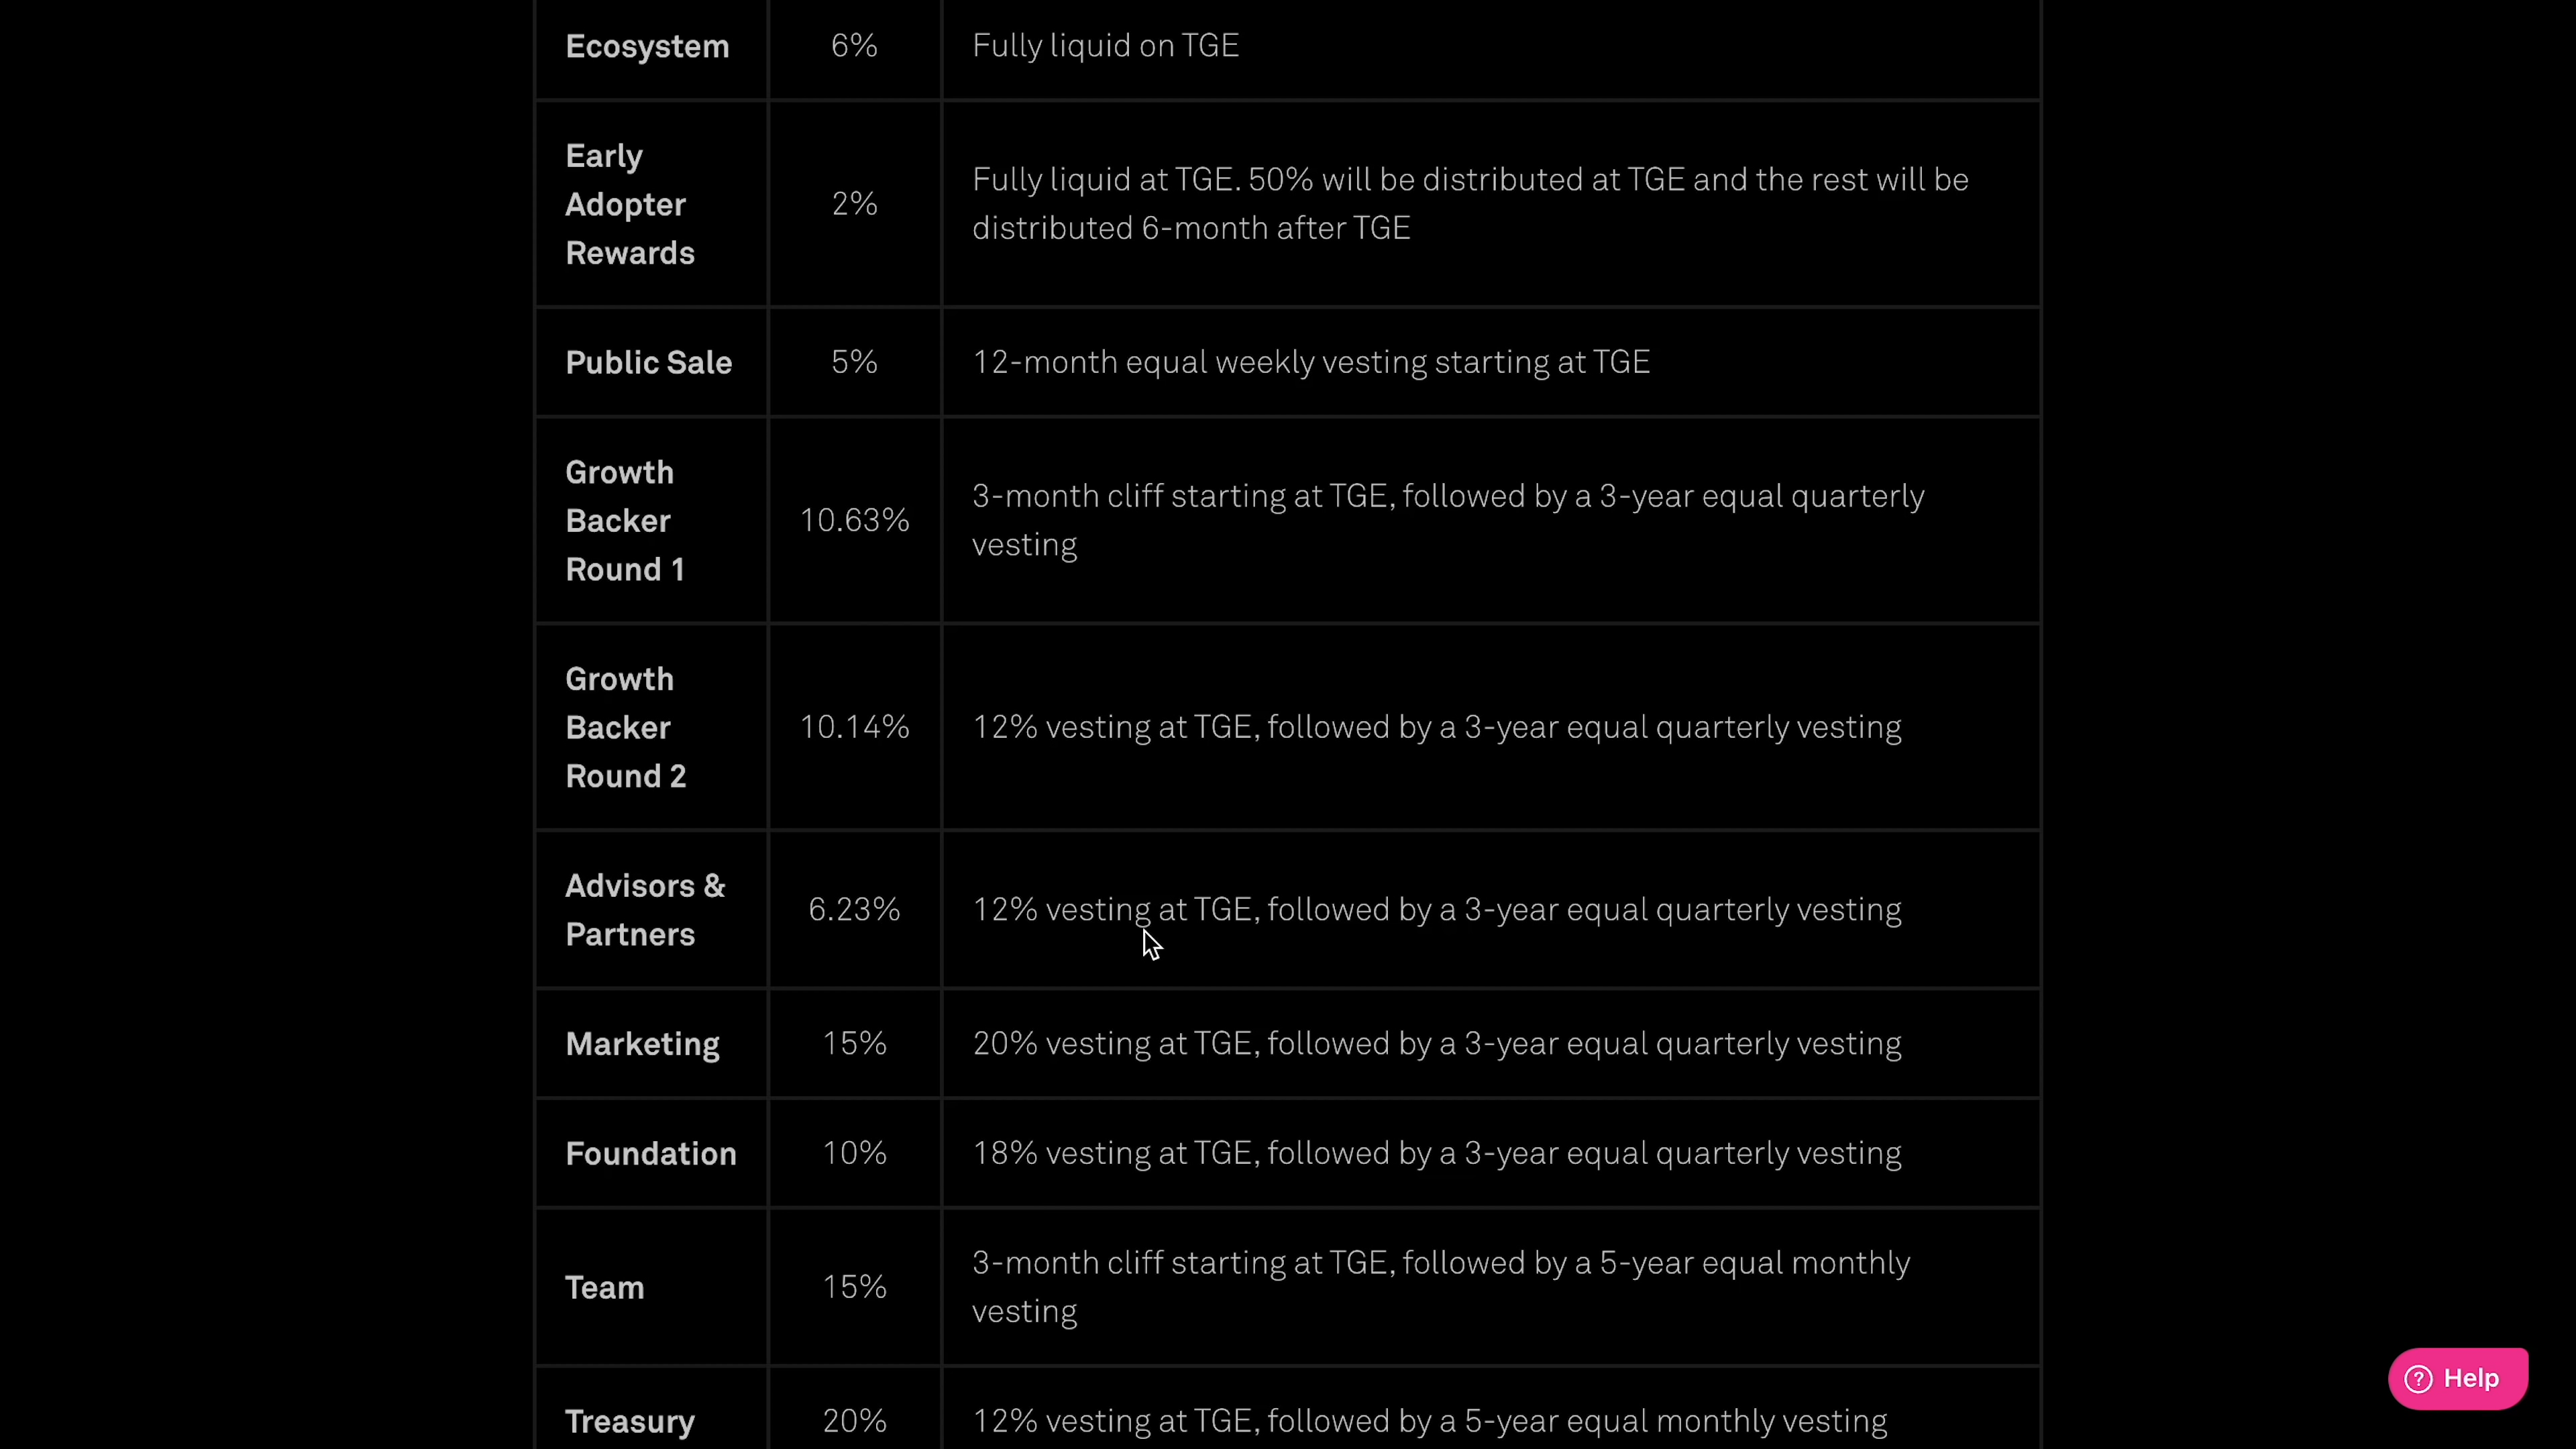 Ecosystem 6% Fully liquid on TGE
Early
Adopter
Rewards
2%
Fully liquid at TGE. 50% will be distributed at TGE and the rest will be
distributed 6-month after TGE
Public Sale 5% 12-month equal weekly vesting starting at TGE
Growth
Backer
Round 1
10.63%
3-month cliff starting at TGE, followed by a 3-year equal quarterly
vesting
Growth
Backer
Round 2
10.14%
12% vesting at TGE, followed by a 3-year equal quarterly vesting
Advisors &
Partners
6.23%
12% vesting at TGE, followed by a 3-year equal quarterly vesting
Marketing 15% 20% vesting at TGE, followed by a 3-year equal quarterly vesting
Foundation 10% 18% vesting at TGE, followed by a 3-year equal quarterly vesting
Team
15%
3-month cliff starting at TGE, followed by a 5-year equal monthly
vesting
Treasury 20% 12% vesting at TGE, followed by a 5-year equal monthly vesting
? Help